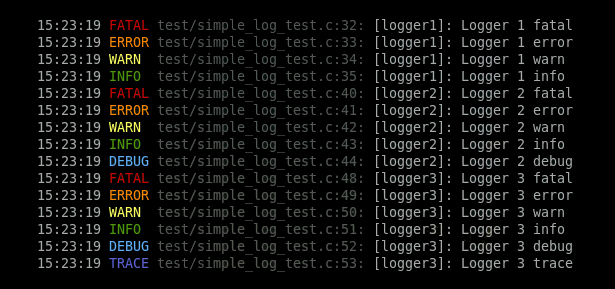 15:23:19 FATAL test/simple_log_test.c:32: [logger1]: Logger 1 fatal
15:23:19 ERROR test/simple_log_test.c:33: [logger1]: Logger 1 error
15:23:19 WARN  test/simple_log_test.c:34: [logger1]: Logger 1 warn
15:23:19 INFO  test/simple_log_test.c:35: [logger1]: Logger 1 info
15:23:19 FATAL test/simple_log_test.c:40: [logger2]: Logger 2 fatal
15:23:19 ERROR test/simple_log_test.c:41: [logger2]: Logger 2 error
15:23:19 WARN  test/simple_log_test.c:42: [logger2]: Logger 2 warn
15:23:19 INFO  test/simple_log_test.c:43: [logger2]: Logger 2 info
15:23:19 DEBUG test/simple_log_test.c:44: [logger2]: Logger 2 debug
15:23:19 FATAL test/simple_log_test.c:48: [logger3]: Logger 3 fatal
15:23:19 ERROR test/simple_log_test.c:49: [logger3]: Logger 3 error
15:23:19 WARN  test/simple_log_test.c:50: [logger3]: Logger 3 warn
15:23:19 INFO  test/simple_log_test.c:51: [logger3]: Logger 3 info
15:23:19 DEBUG test/simple_log_test.c:52: [logger3]: Logger 3 debug
15:23:19 TRACE test/simple_log_test.c:53: [logger3]: Logger 3 trace